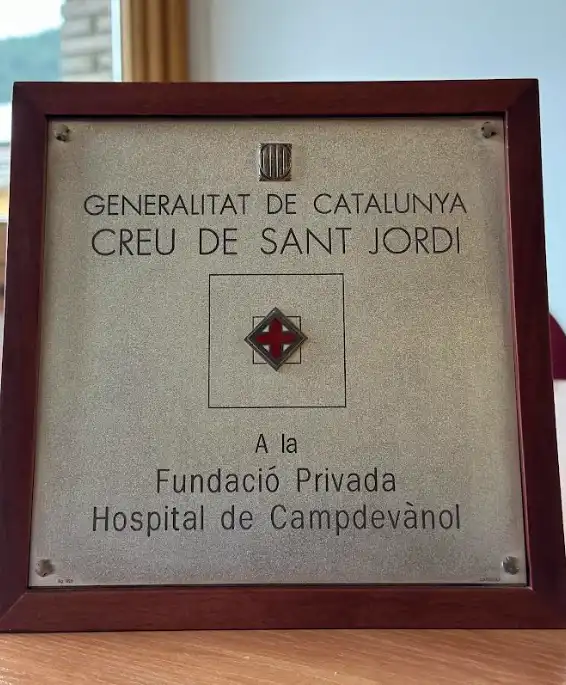 GENERALITAT DE CATALUNYA
CREU DE SANT JORDI
A la
Fundació Privada
Hospital de Campdevànol